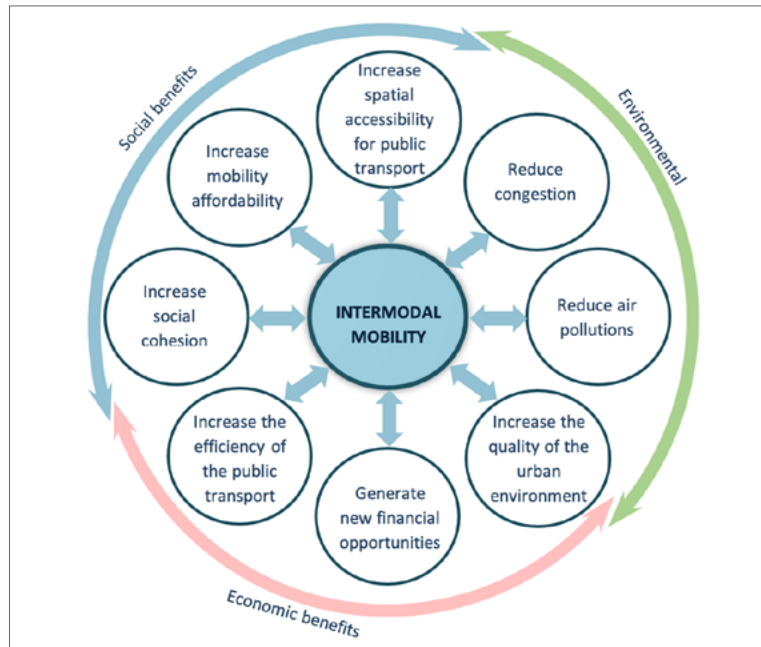 Social benefits
Environmental
Increase
spatial
accessibility
for public
transport
Increase
mobility
affordability
Reduce
congestion
Increase
social
cohesion
INTERMODAL
MOBILITY
Reduce air
pollutions
Increase the
efficiency of
the public
transport
Generate
new financial
opportunities
Increase the
quality of the
urban
environment
Economic benefits